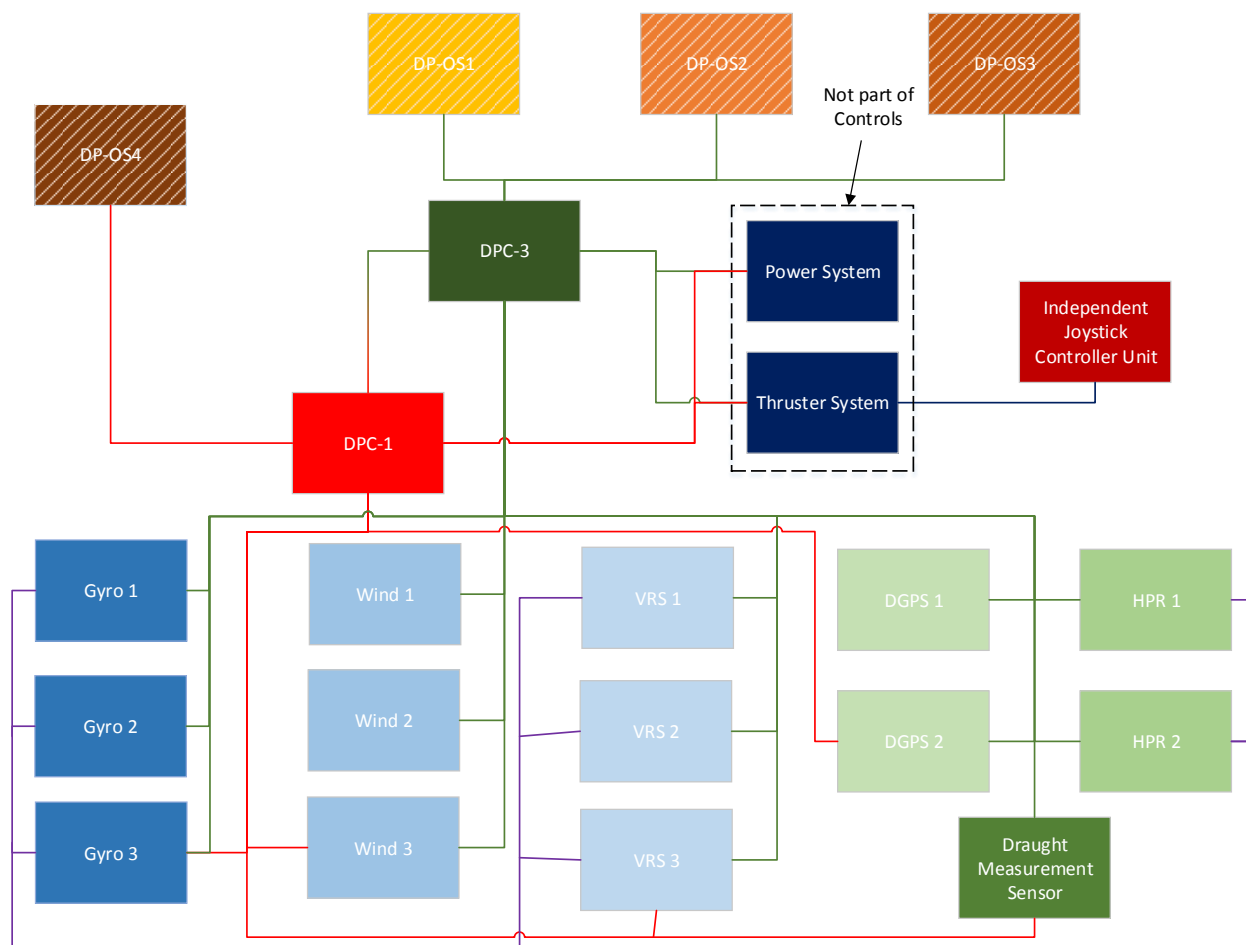 DP-OS1
DP-OS2
DP-OS3
Not part of
Controls
DP-OS4
DPC-3
Power System
Independent
Joystick
Controller Unit
Thruster System
DPC-1
Gyro 1
Wind 1
VRS 1
DGPS 1
HPR 1
Gyro 2
Wind 2
VRS 2
DGPS 2
HPR 2
Gyro 3
Wind 3
VRS 3
Draught
Measurement
Sensor